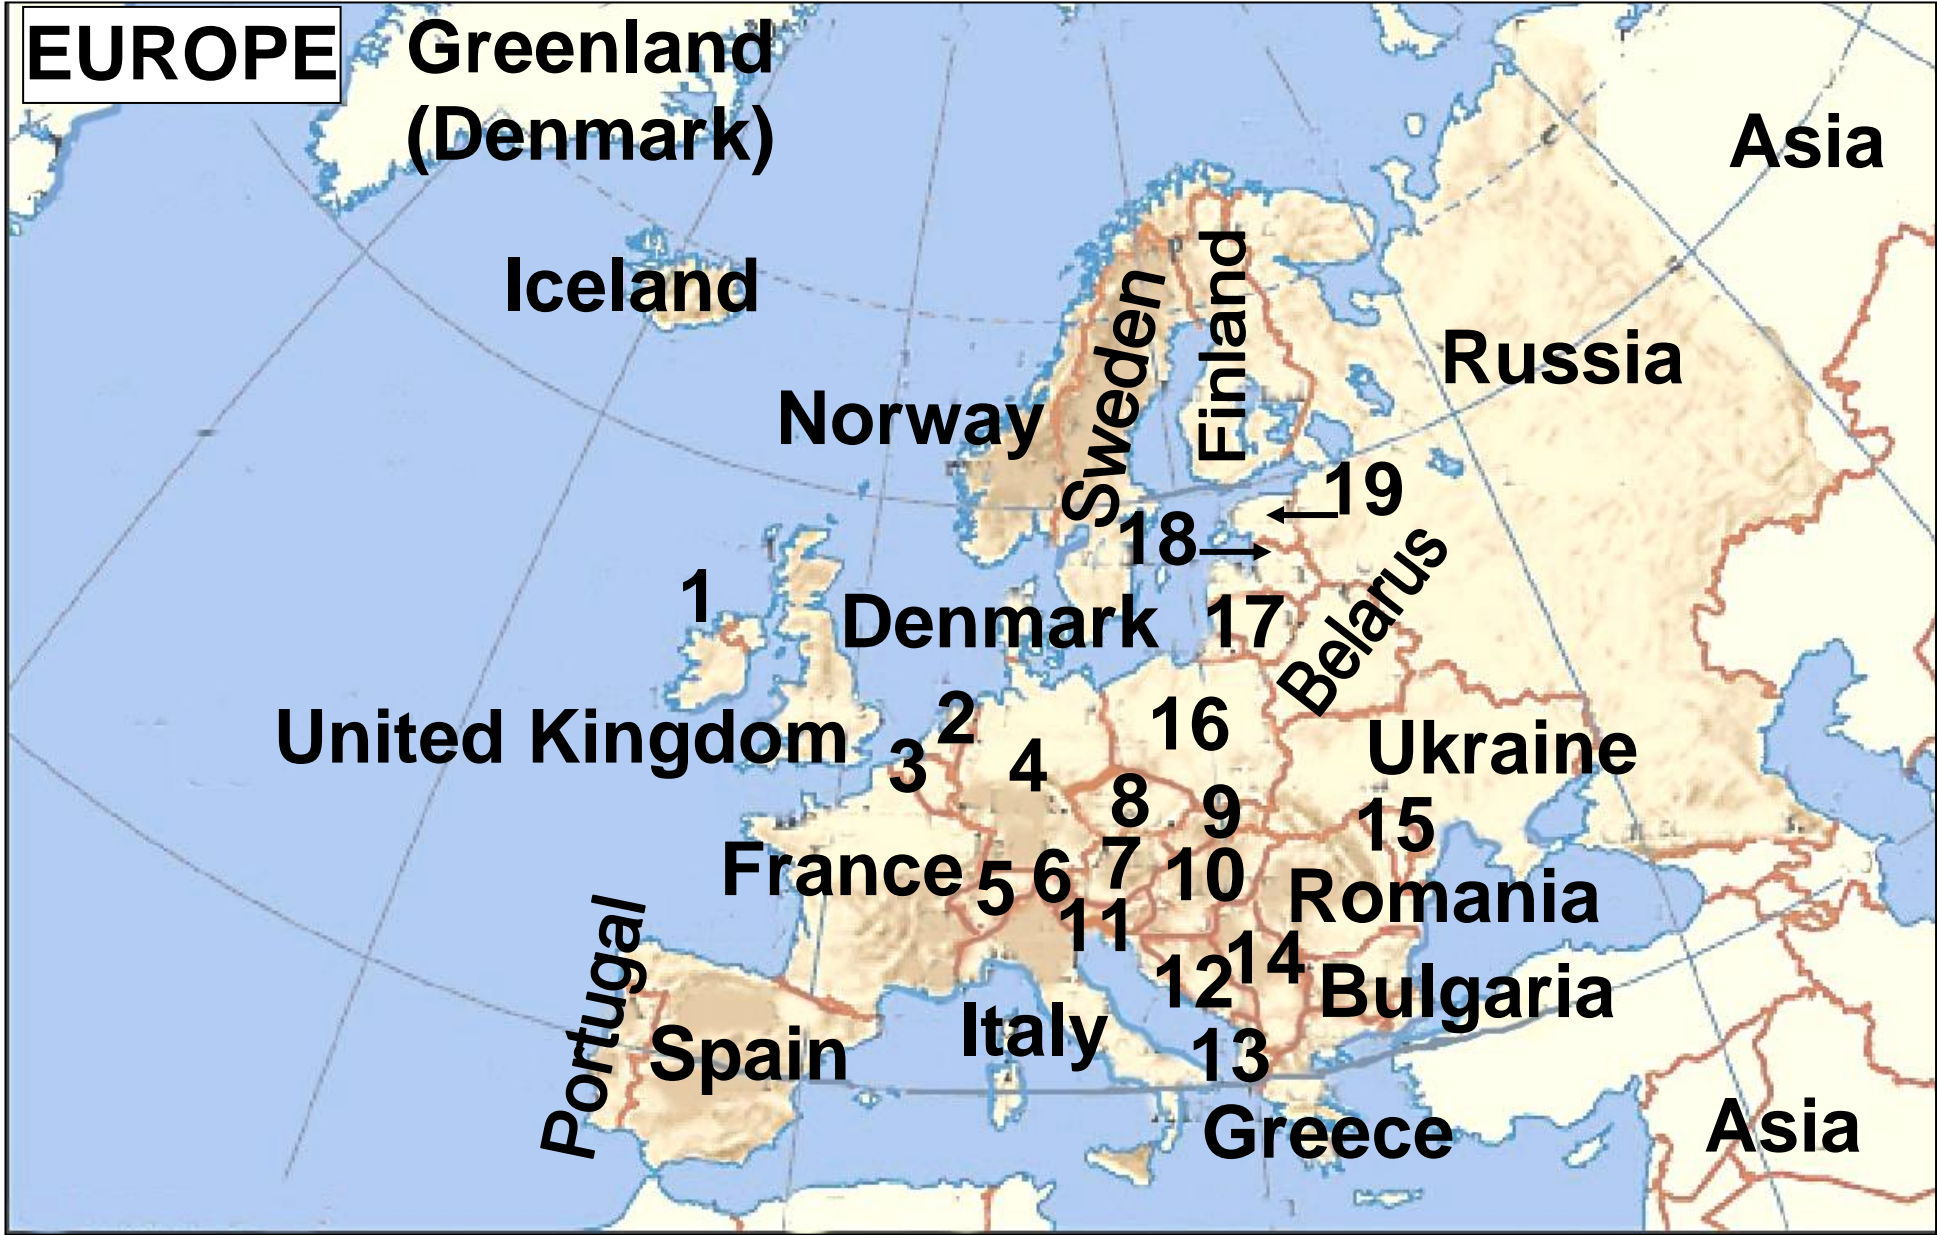 EUROPE
Greenland
(Denmark)
Asia
Iceland
Sweden
Finland
Russia
Norway
19
18
1
Denmark
17
Belarus
2
United Kingdom
16
3
4
Ukraine
8
9
15
France
5
6
7
10
Romania
11
Portugal
14
12
Bulgaria
Italy
Spain
13
Greece
Asia